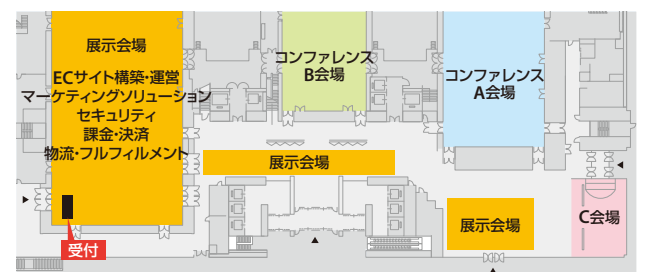 展示会場
ECサイト構築・運営
マーケティングソリューション
セキュリティ
課金・決済
物流・フルフィルメント
受付
コンファレンス
B会場
コンファレンス
A会場
展示会場
展示会場
C会場